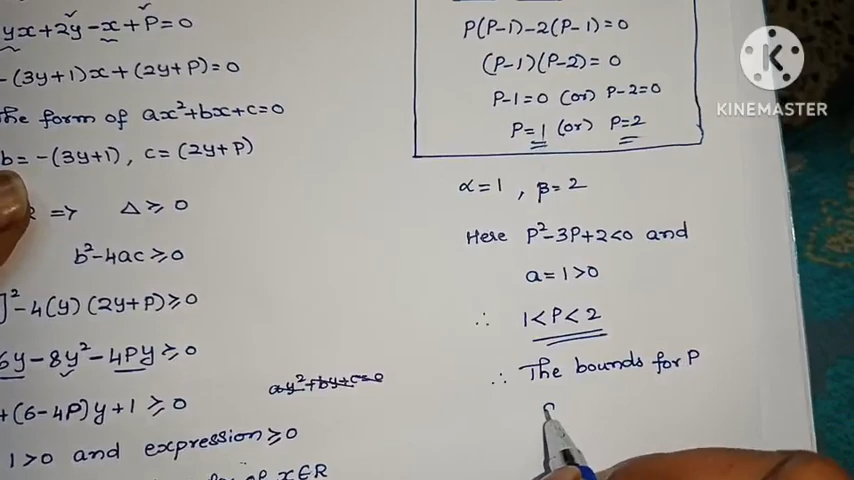 yx+2y-x+P=0
-(3y+1)x+(2y+P)=0
The form of ax²+bx+c=0
b=-(3y+1), c=(2y+P)
R => Δ≥0
b²-4ac≥0
]²-4(y)(2y+P)≥0
6y-8y²-4Py≥0
+(6-4P)y+1≥0
ay²+by+c=0
1>0 and expression≥0
x∈R
P(P-1)-2(P-1)=0
(P-1)(P-2)=0
P-1=0 (or) P-2=0
P=1 (or) P=2
α=1, β=2
Here P²-3P+2<0 and
a=1>0
∴ 1<P<2
∴ The bounds for P
KINEMASTER